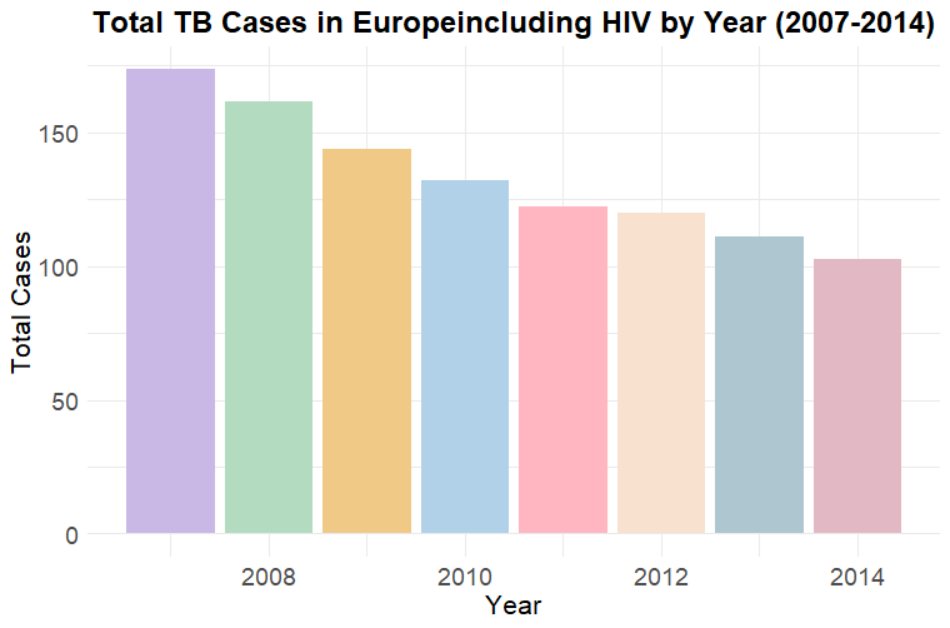 Total TB Cases in Europeincluding HIV by Year (2007-2014)
Total Cases
150
100
50
0
2008 2010 2012 2014
Year